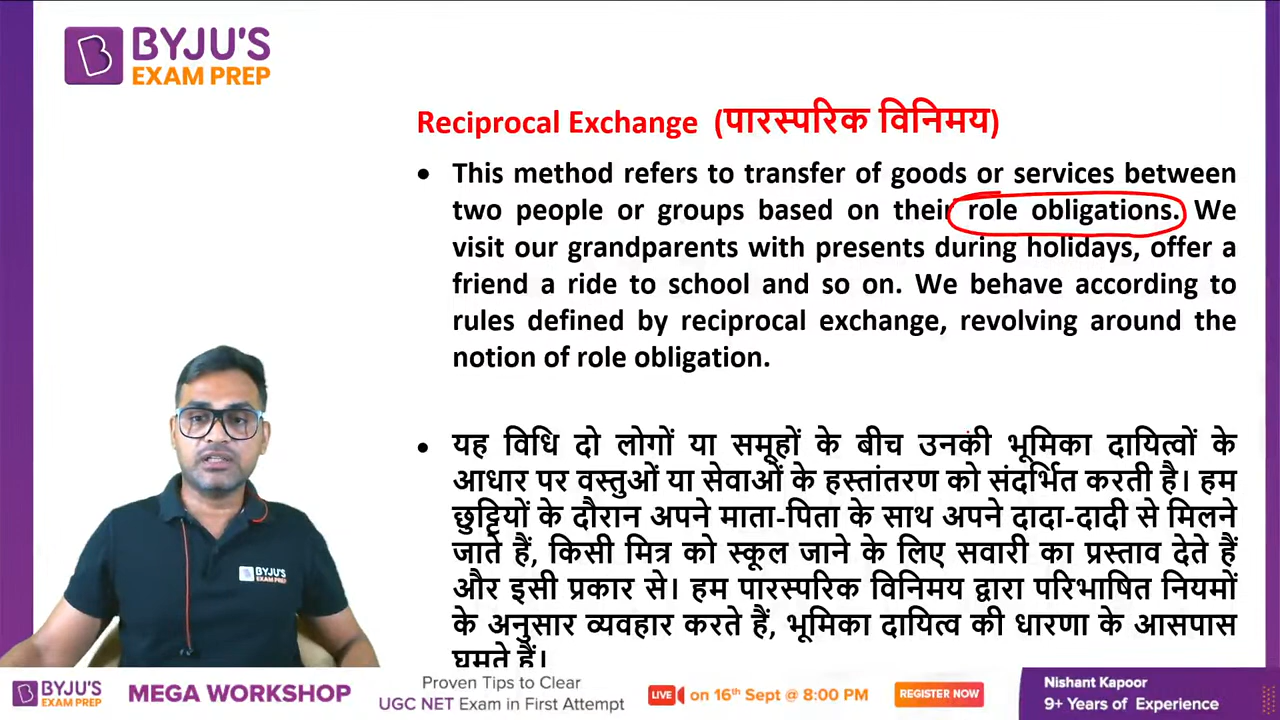 BYJU'S
EXAM PREP
Reciprocal Exchange (पारस्परिक विनिमय)
• This method refers to transfer of goods or services between
two people or groups based on their role obligations. We
visit our grandparents with presents during holidays, offer a
friend a ride to school and so on. We behave according to
rules defined by reciprocal exchange, revolving around the
notion of role obligation.
• यह विधि दो लोगों या समूहों के बीच उनकी भूमिका दायित्वों के
आधार पर वस्तुओं या सेवाओं के हस्तांतरण को संदर्भित करती है। हम
छुट्टियों के दौरान अपने माता-पिता के साथ अपने दादा-दादी से मिलने
जाते हैं, किसी मित्र को स्कूल जाने के लिए सवारी का प्रस्ताव देते हैं
और इसी प्रकार से। हम पारस्परिक विनिमय द्वारा परिभाषित नियमों
के अनुसार व्यवहार करते हैं, भूमिका दायित्व की धारणा के आसपास
घूमते हैं।
BYJU'S
EXAM PREP
BYJU'S
EXAM PREP
MEGA WORKSHOP
Proven Tips to Clear
UGC NET Exam in First Attempt
LIVE on 16th Sept @ 8:00 PM
REGISTER NOW
Nishant Kapoor
9+ Years of Experience